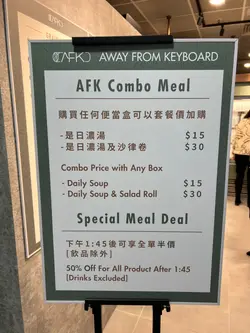 AFK AWAY FROM KEYBOARD
AFK Combo Meal
購買任何便當盒可以套餐價加購
-是日濃湯 $15
-是日濃湯及沙律卷 $30
Combo Price with Any Box
- Daily Soup $15
- Daily Soup & Salad Roll $30
Special Meal Deal
下午1:45後可享全單半價
[飲品除外]
50% Off For All Product After 1:45
[Drinks Excluded]